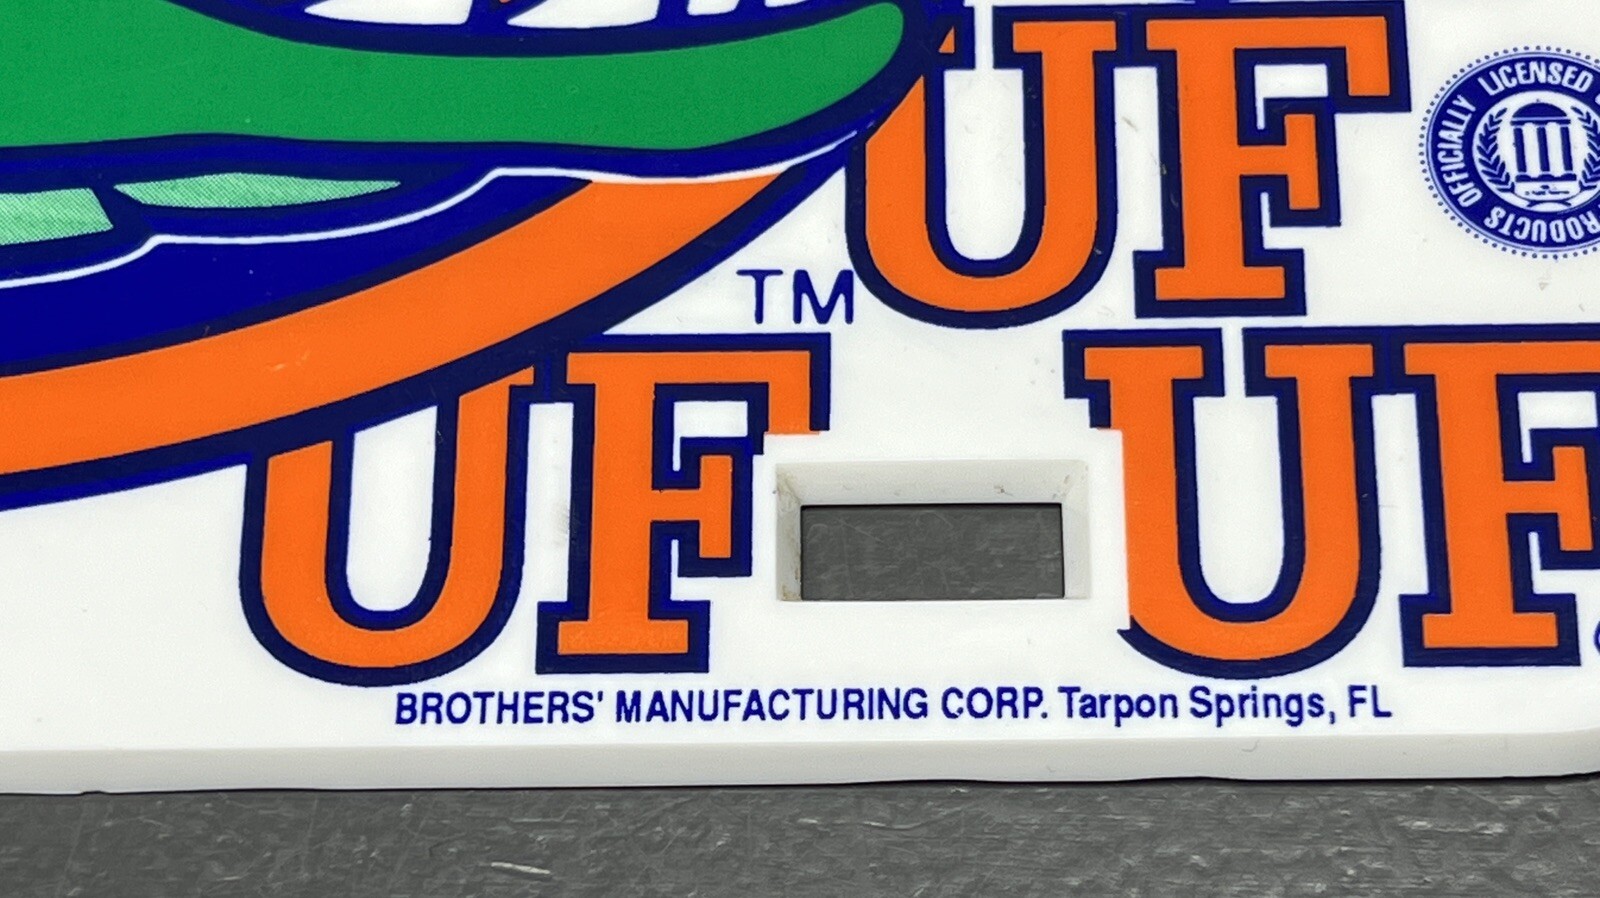 UF
OFFICIALLY LICENSED
PRODUCTS
TM
UF
UF
BROTHERS' MANUFACTURING CORP. Tarpon Springs, FL